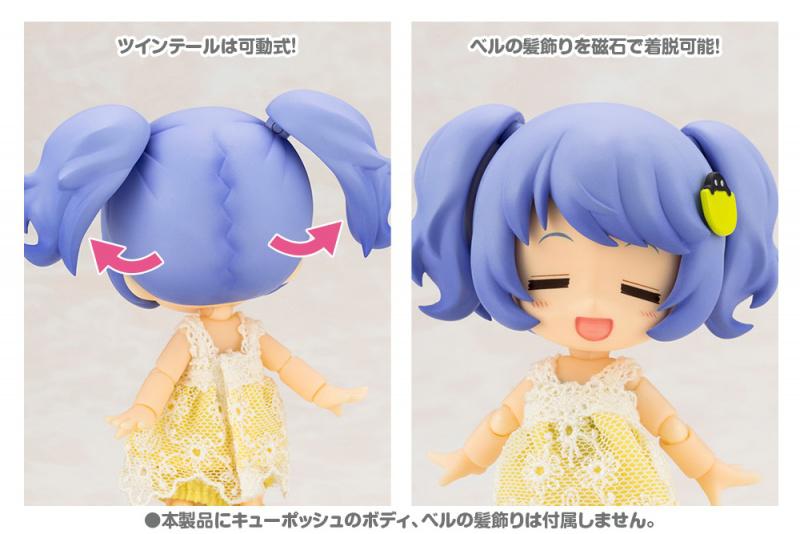 ツインテールは可動式!
ベルの髪飾りを磁石で着脱可能!
●本製品にキューポッシュのボディ、ベルの髪飾りは付属しません。